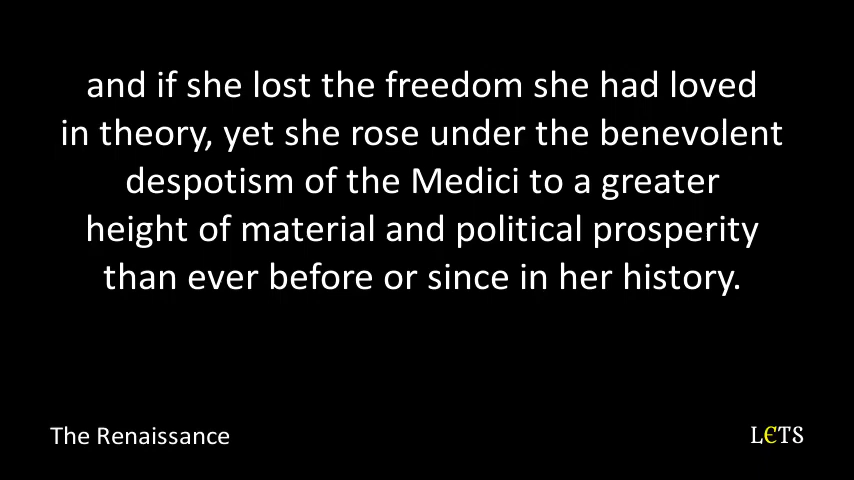 and if she lost the freedom she had loved
in theory, yet she rose under the benevolent
despotism of the Medici to a greater
height of material and political prosperity
than ever before or since in her history.
The Renaissance
LЄTS